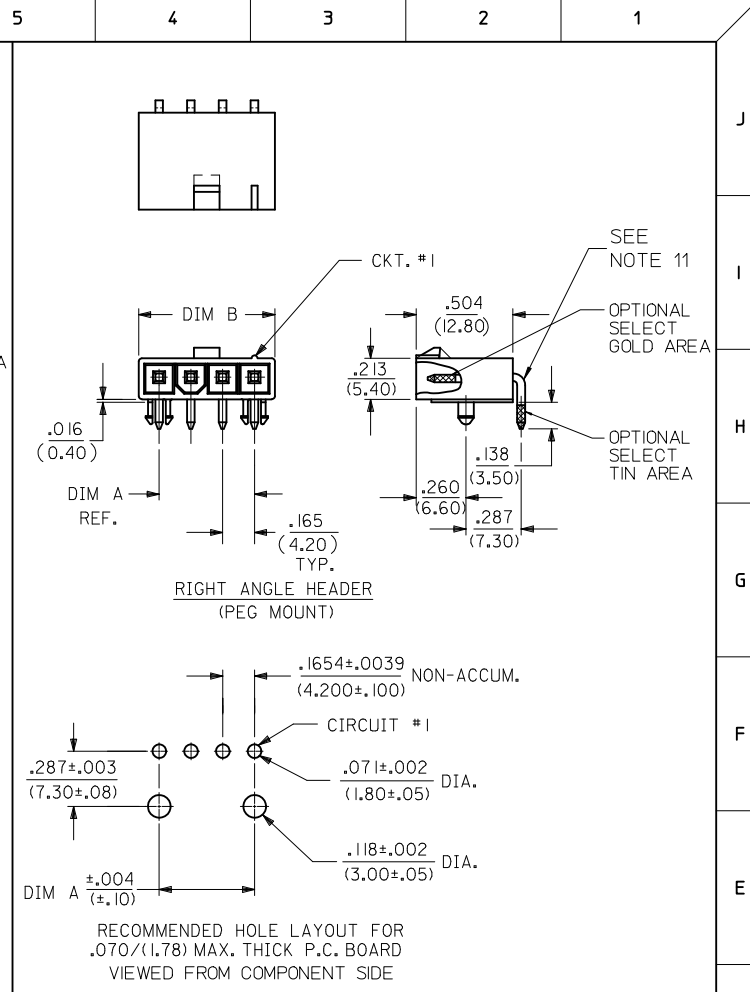 5 4 3 2 1
J
SEE
NOTE 11
CKT. #1
I
DIM B
.504
(12.80)
OPTIONAL
SELECT
GOLD AREA
A
.213
(5.40)
H
.016
(0.40)
OPTIONAL
SELECT
TIN AREA
.138
(3.50)
DIM A
REF.
.260
(6.60)
.287
(7.30)
.165
(4.20)
TYP.
G
RIGHT ANGLE HEADER
(PEG MOUNT)
.1654±.0039
(4.200±.100)
NON-ACCUM.
CIRCUIT #1
F
.287±.003
(7.30±.08)
.071±.002
(1.80±.05)
DIA.
.118±.002
(3.00±.05)
DIA.
DIM A ±.004
(±.10)
E
RECOMMENDED HOLE LAYOUT FOR
.070/(1.78) MAX. THICK P.C. BOARD
VIEWED FROM COMPONENT SIDE